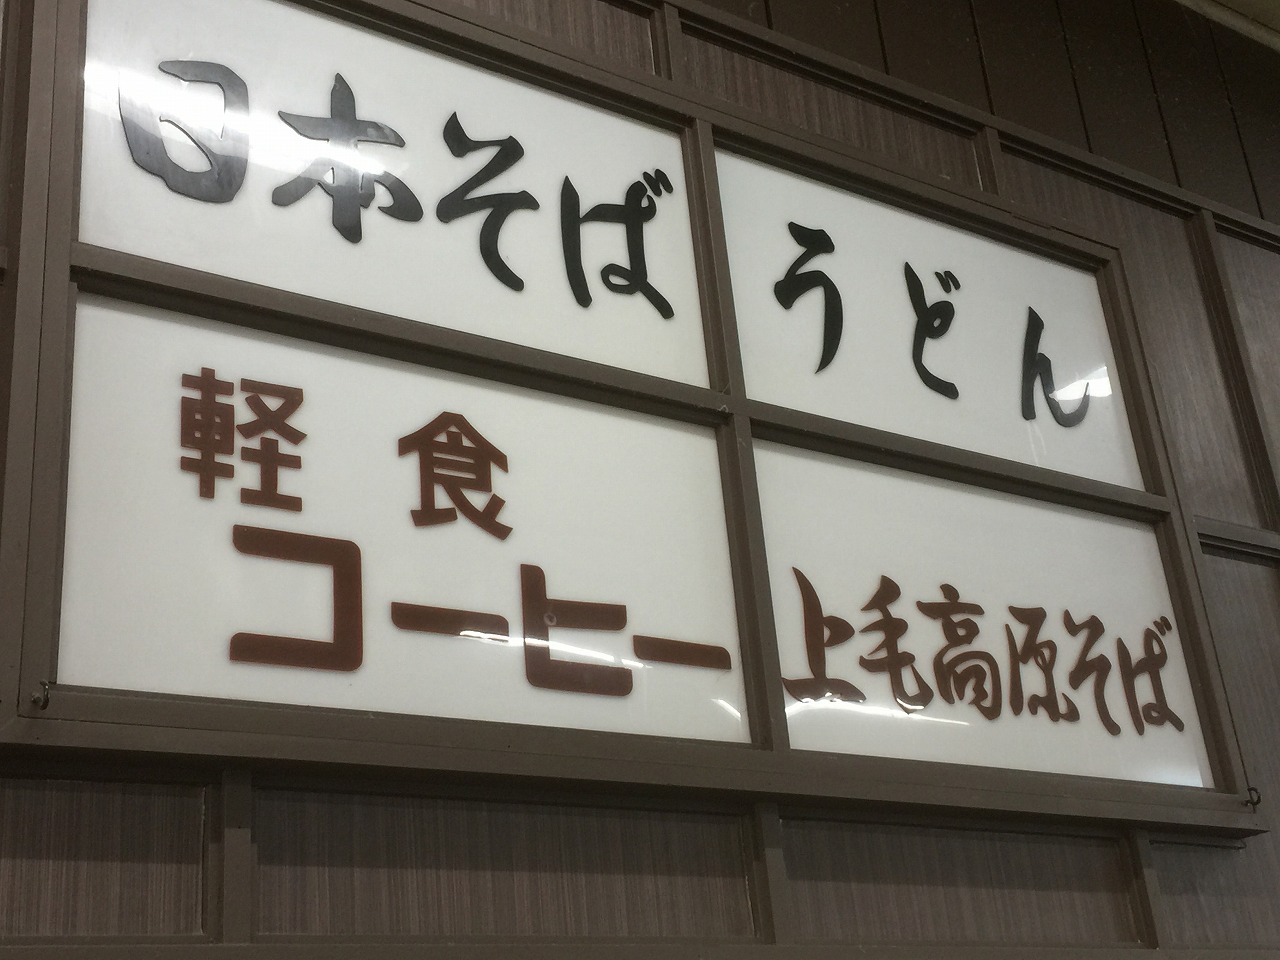 日本そば
うどん
軽食
コーヒー
上毛高原そば